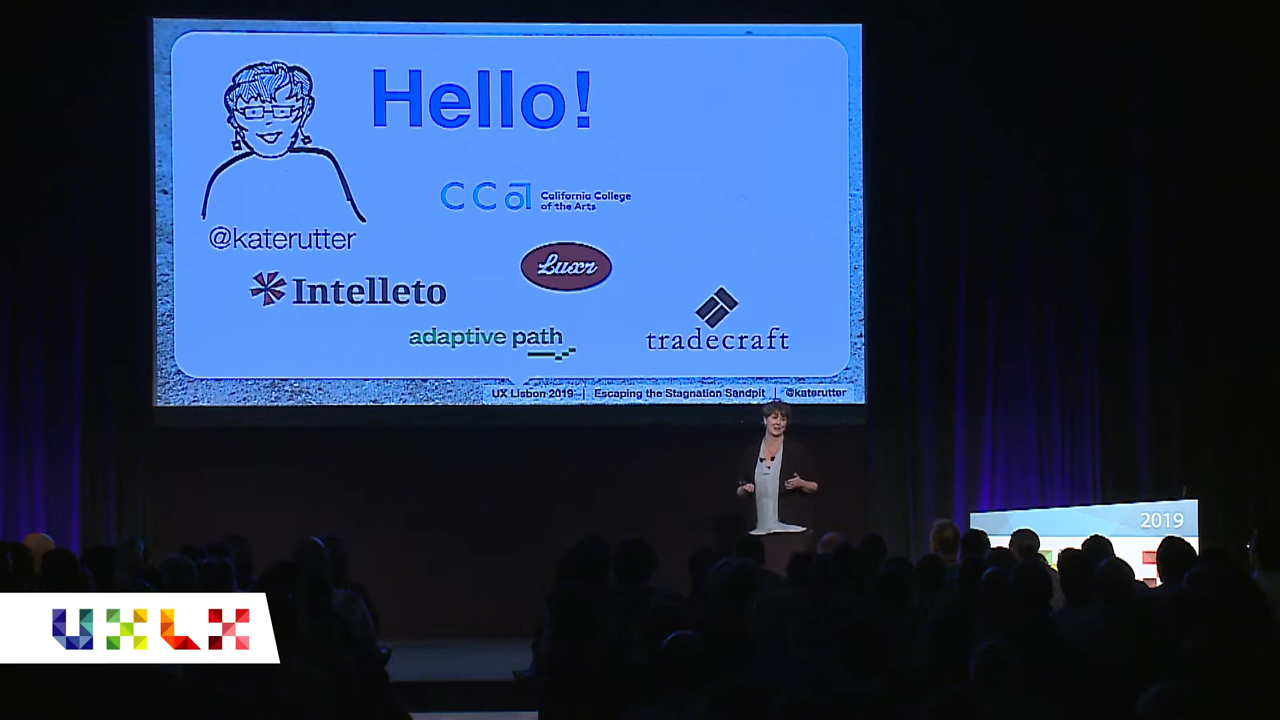 Hello!
CCA
California College
of the Arts
@katerutter
Luxr
Intelleto
adaptive path
tradecraft
UX Lisbon 2019 | Escaping the Stagnation Sandpit | @katerutter
2019
UXLX